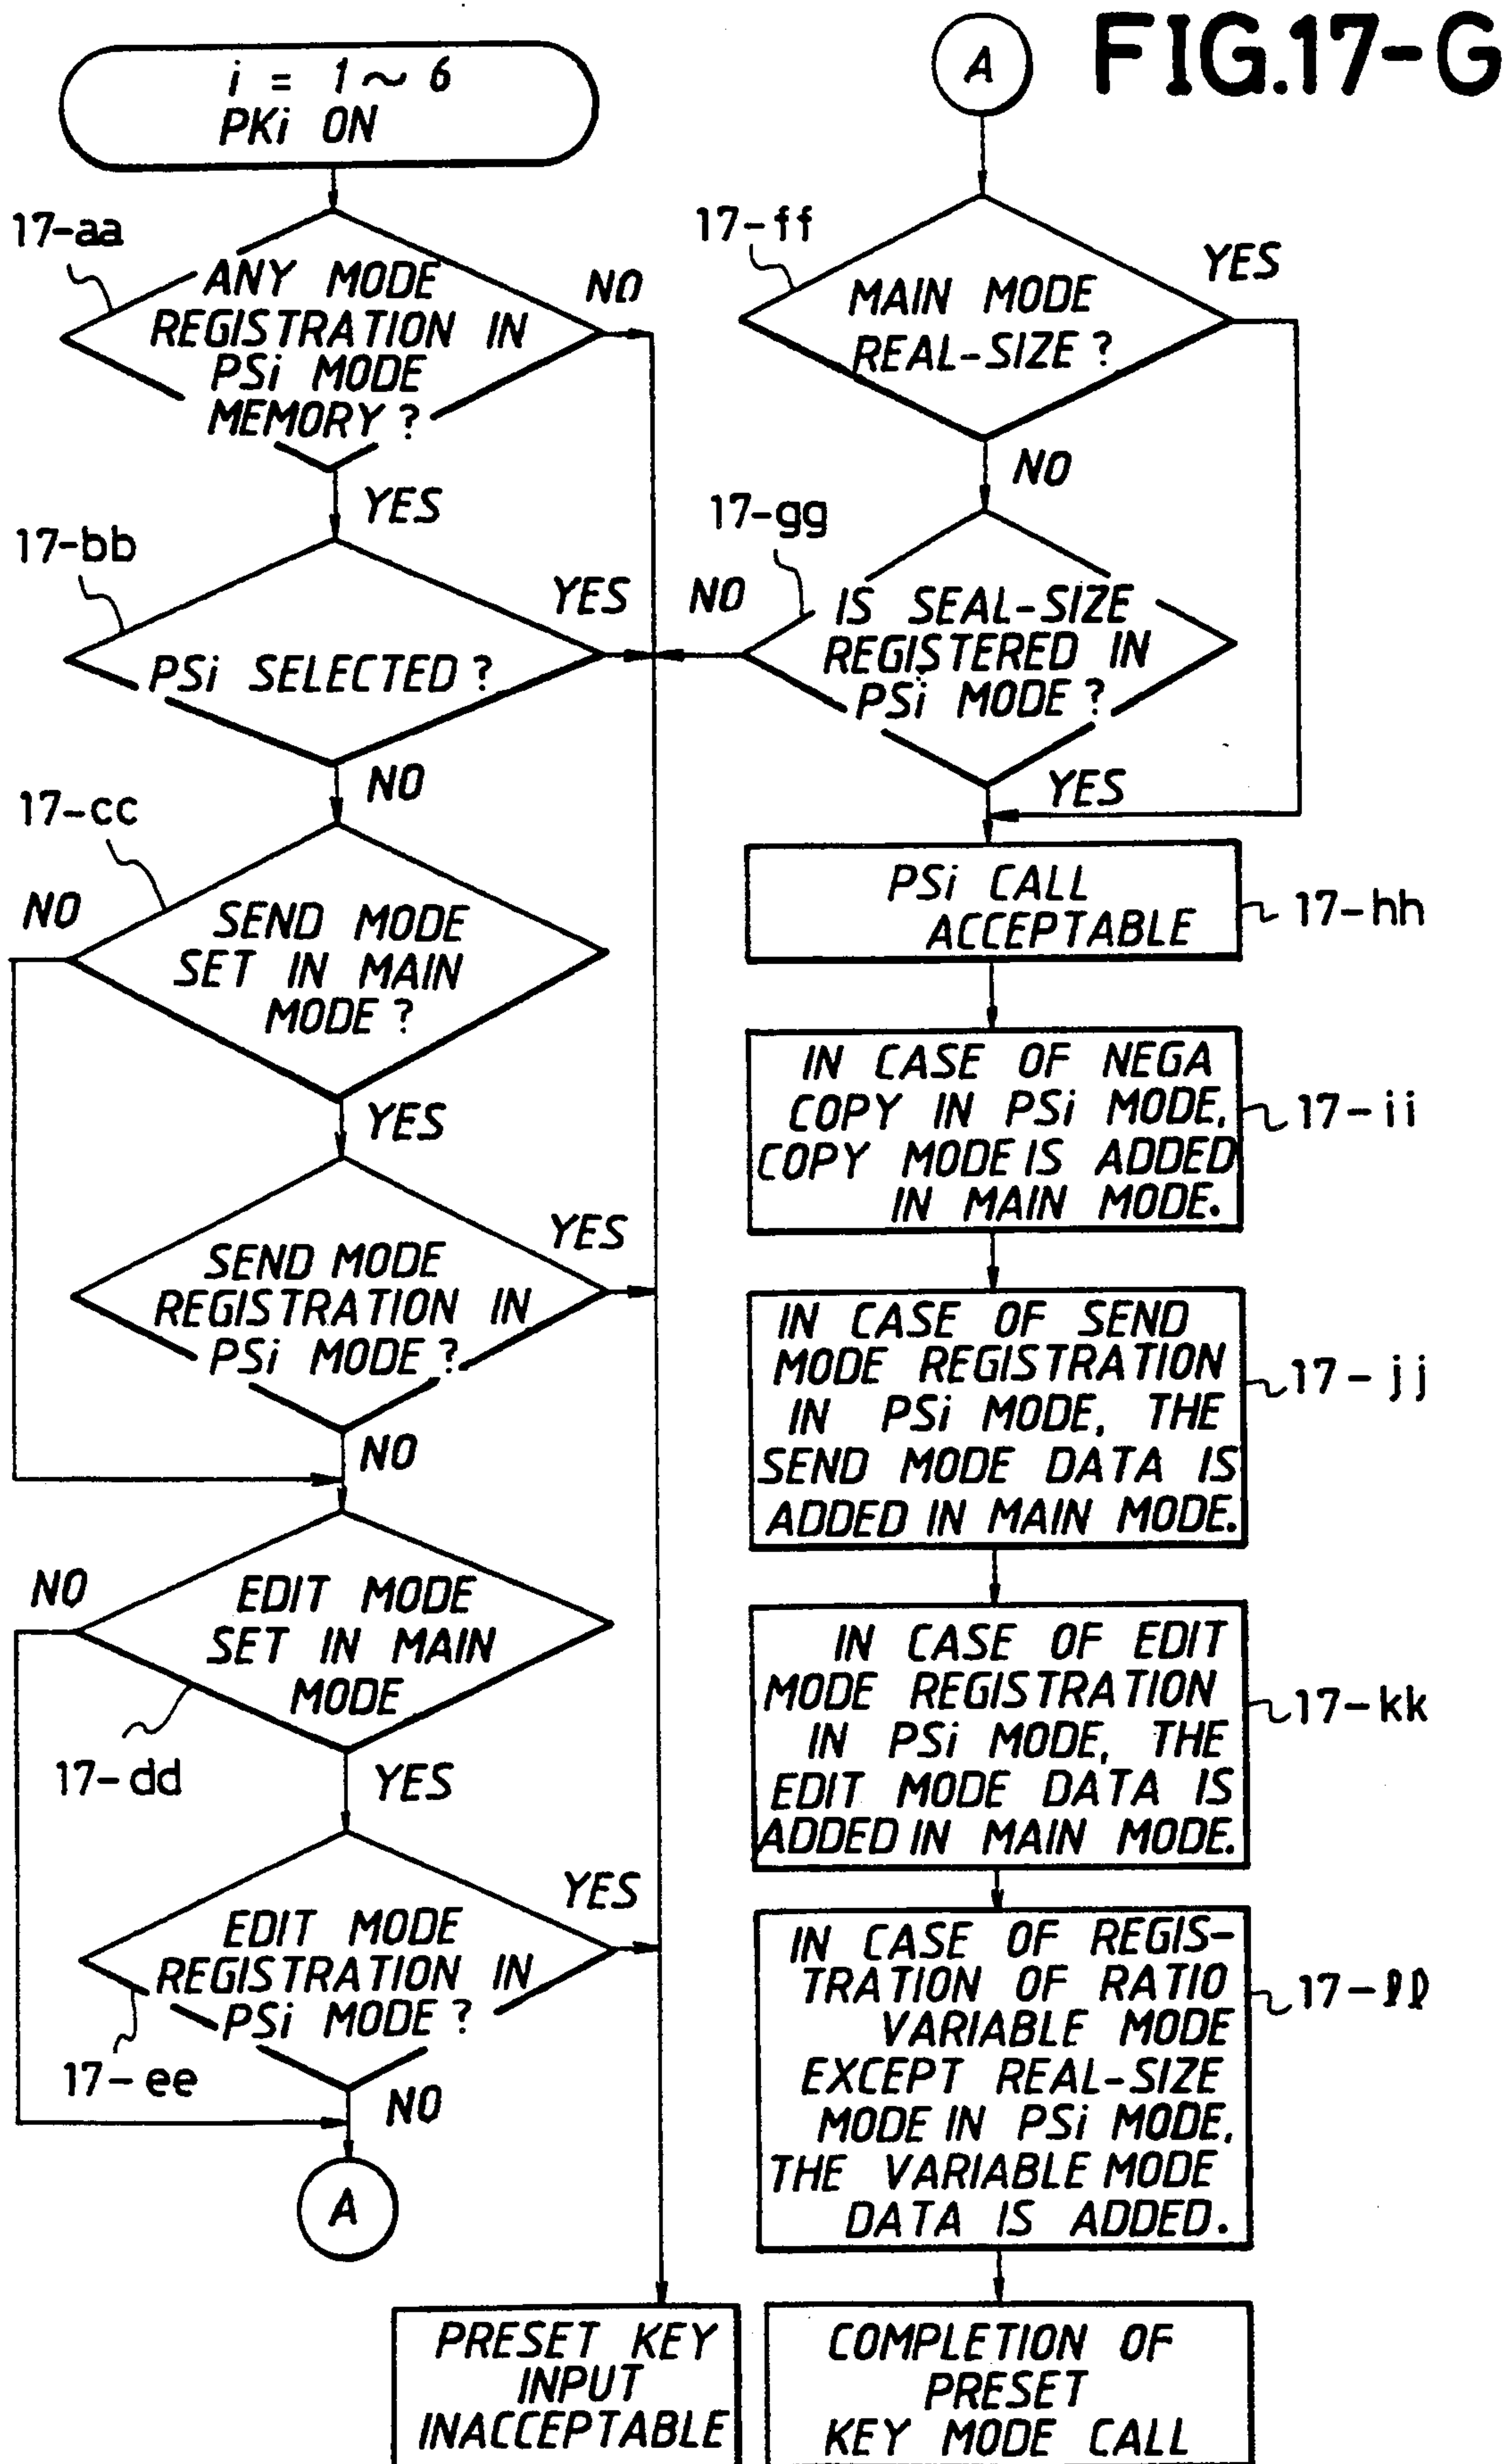 FIG.17-G
i = 1~6
PKi ON
17-aa
ANY MODE
REGISTRATION IN
PSi MODE
MEMORY?
NO
YES
17-bb
PSi SELECTED?
YES
NO
17-cc
SEND MODE
SET IN MAIN
MODE?
NO
YES
SEND MODE
REGISTRATION IN
PSi MODE?
YES
NO
EDIT MODE
SET IN MAIN
MODE
NO
17-dd
YES
EDIT MODE
REGISTRATION IN
PSi MODE?
YES
17-ee
NO
A
PRESET KEY
INPUT
INACCEPTABLE
A
17-ff
MAIN MODE
REAL-SIZE?
YES
NO
17-gg
IS SEAL-SIZE
REGISTERED IN
PSi MODE?
NO
YES
PSi CALL
ACCEPTABLE
17-hh
IN CASE OF NEGA
COPY IN PSi MODE,
COPY MODE IS ADDED
IN MAIN MODE.
17-ii
IN CASE OF SEND
MODE REGISTRATION
IN PSi MODE, THE
SEND MODE DATA IS
ADDED IN MAIN MODE.
17-jj
IN CASE OF EDIT
MODE REGISTRATION
IN PSi MODE, THE
EDIT MODE DATA IS
ADDED IN MAIN MODE.
17-kk
IN CASE OF REGIS-
TRATION OF RATIO
VARIABLE MODE
EXCEPT REAL-SIZE
MODE IN PSi MODE,
THE VARIABLE MODE
DATA IS ADDED.
17-ll
COMPLETION OF
PRESET
KEY MODE CALL